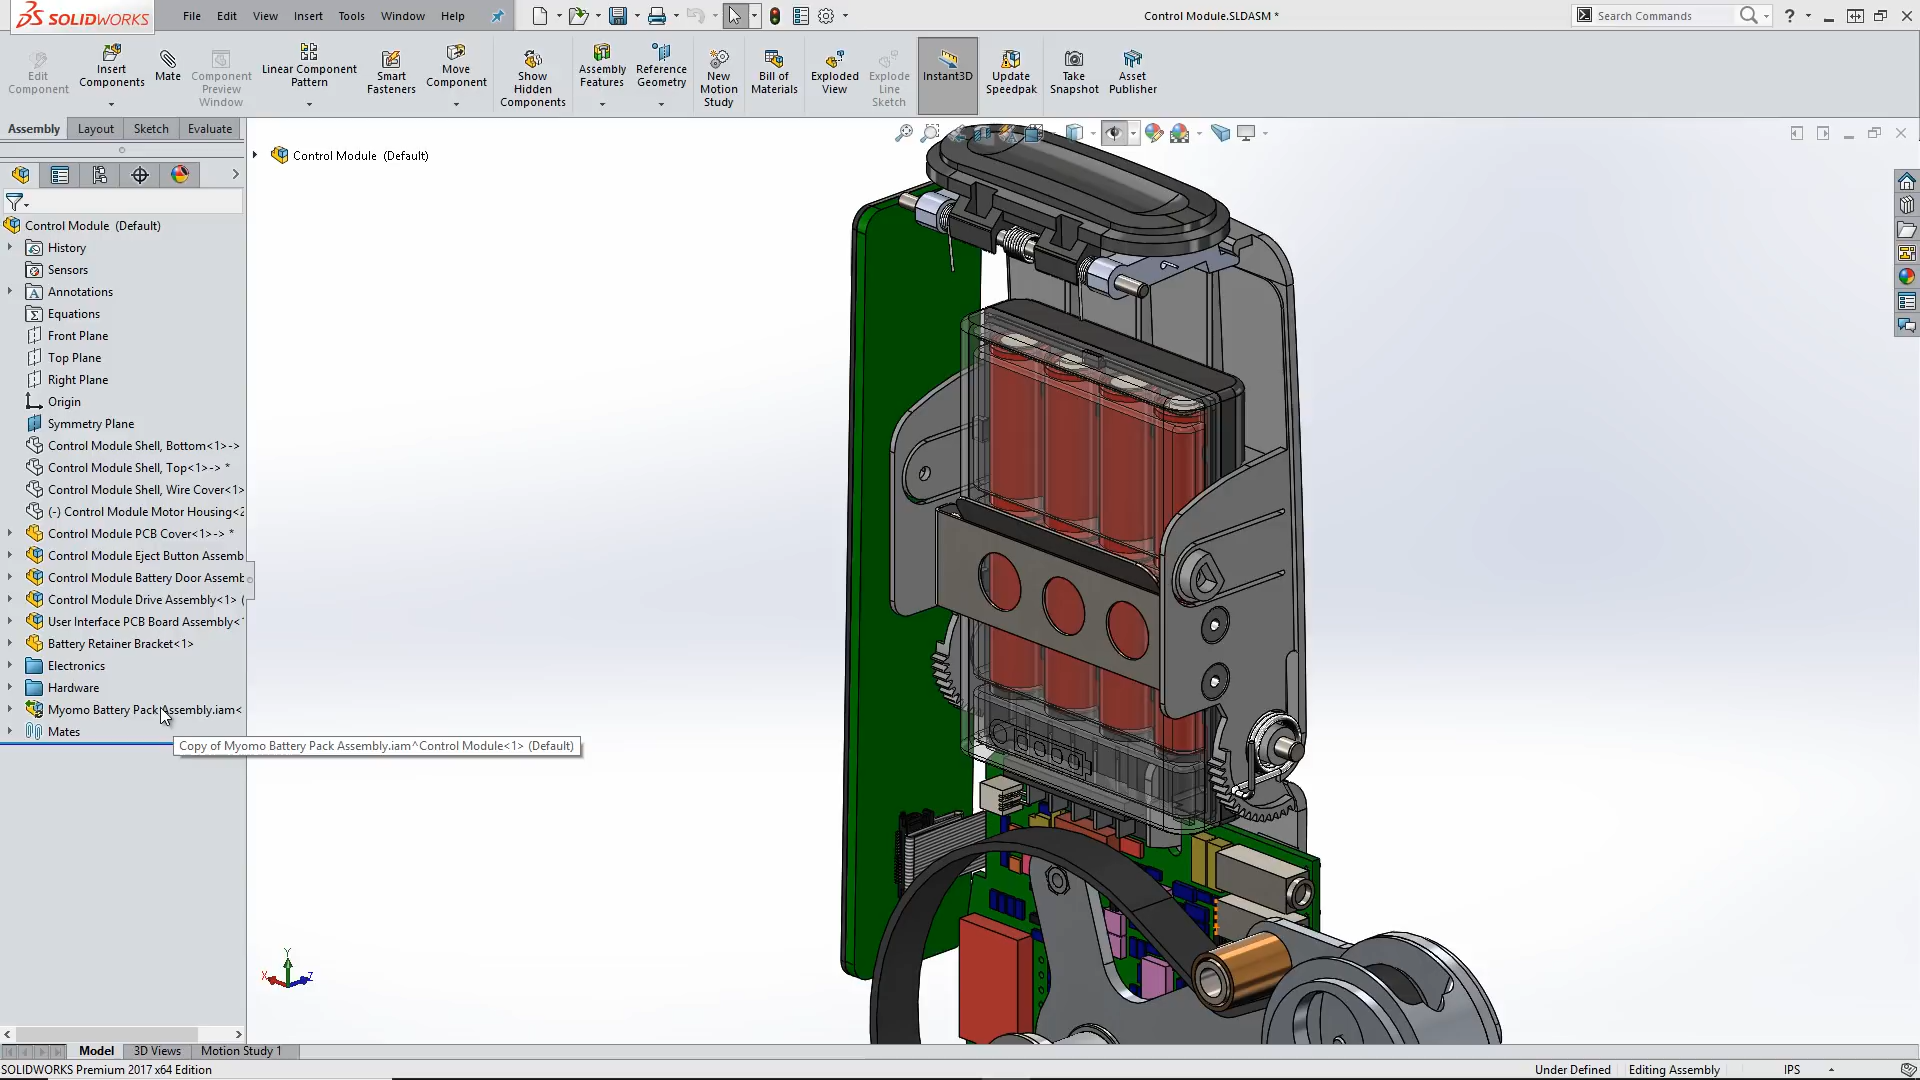 SOLIDWORKS
File Edit View Insert Tools Window Help
Control Module.SLDASM *
Search Commands
?
Edit Component
Insert Components
Mate
Component Preview Window
Linear Component Pattern
Smart Fasteners
Move Component
Show Hidden Components
Assembly Features
Reference Geometry
New Motion Study
Bill of Materials
Exploded View
Explode Line Sketch
Instant3D
Update Speedpak
Take Snapshot
Asset Publisher
Assembly Layout Sketch Evaluate
Control Module (Default)
Control Module (Default)
History
Sensors
Annotations
Equations
Front Plane
Top Plane
Right Plane
Origin
Symmetry Plane
Control Module Shell, Bottom<1>->
Control Module Shell, Top<1>-> *
Control Module Shell, Wire Cover<1>
(-) Control Module Motor Housing<2
Control Module PCB Cover<1>-> *
Control Module Eject Button Assemb
Control Module Battery Door Assemb
Control Module Drive Assembly<1> (
User Interface PCB Board Assembly<1
Battery Retainer Bracket<1>
Electronics
Hardware
Myomo Battery Pack Assembly.iam<
Mates
Copy of Myomo Battery Pack Assembly.iam^Control Module<1> (Default)
Y
X Z
Model 3D Views Motion Study 1
SOLIDWORKS Premium 2017 x64 Edition
Under Defined Editing Assembly IPS